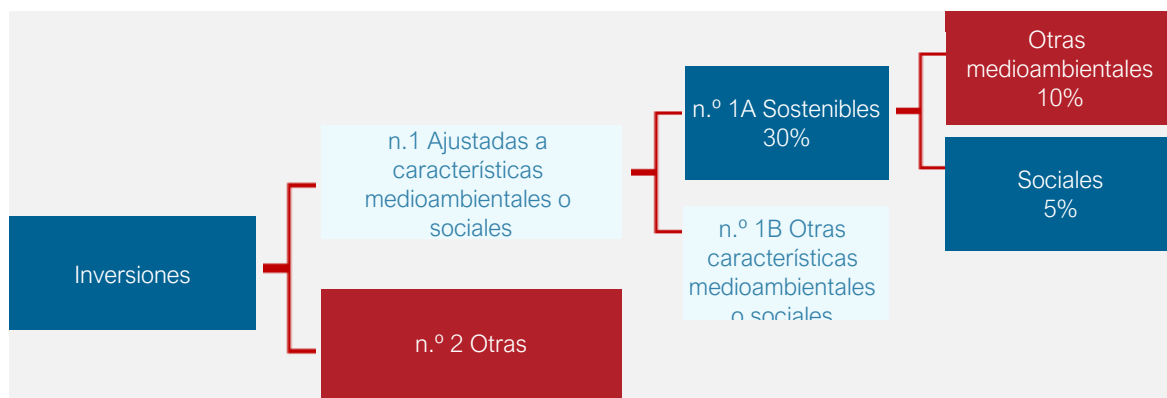 Inversiones
n.1 Ajustadas a
características
medioambientales o
sociales
n.º 2 Otras
n.º 1A Sostenibles
30%
n.º 1B Otras
características
medioambientales
o sociales
Otras
medioambientales
10%
Sociales
5%